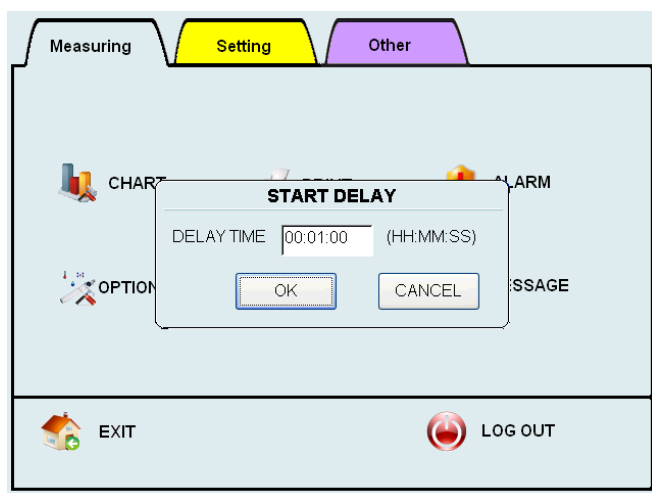 Measuring
Setting
Other
CHART
ALARM
START DELAY
DELAY TIME 00:01:00 (HH:MM:SS)
OK
CANCEL
OPTION
SSAGE
EXIT
LOG OUT